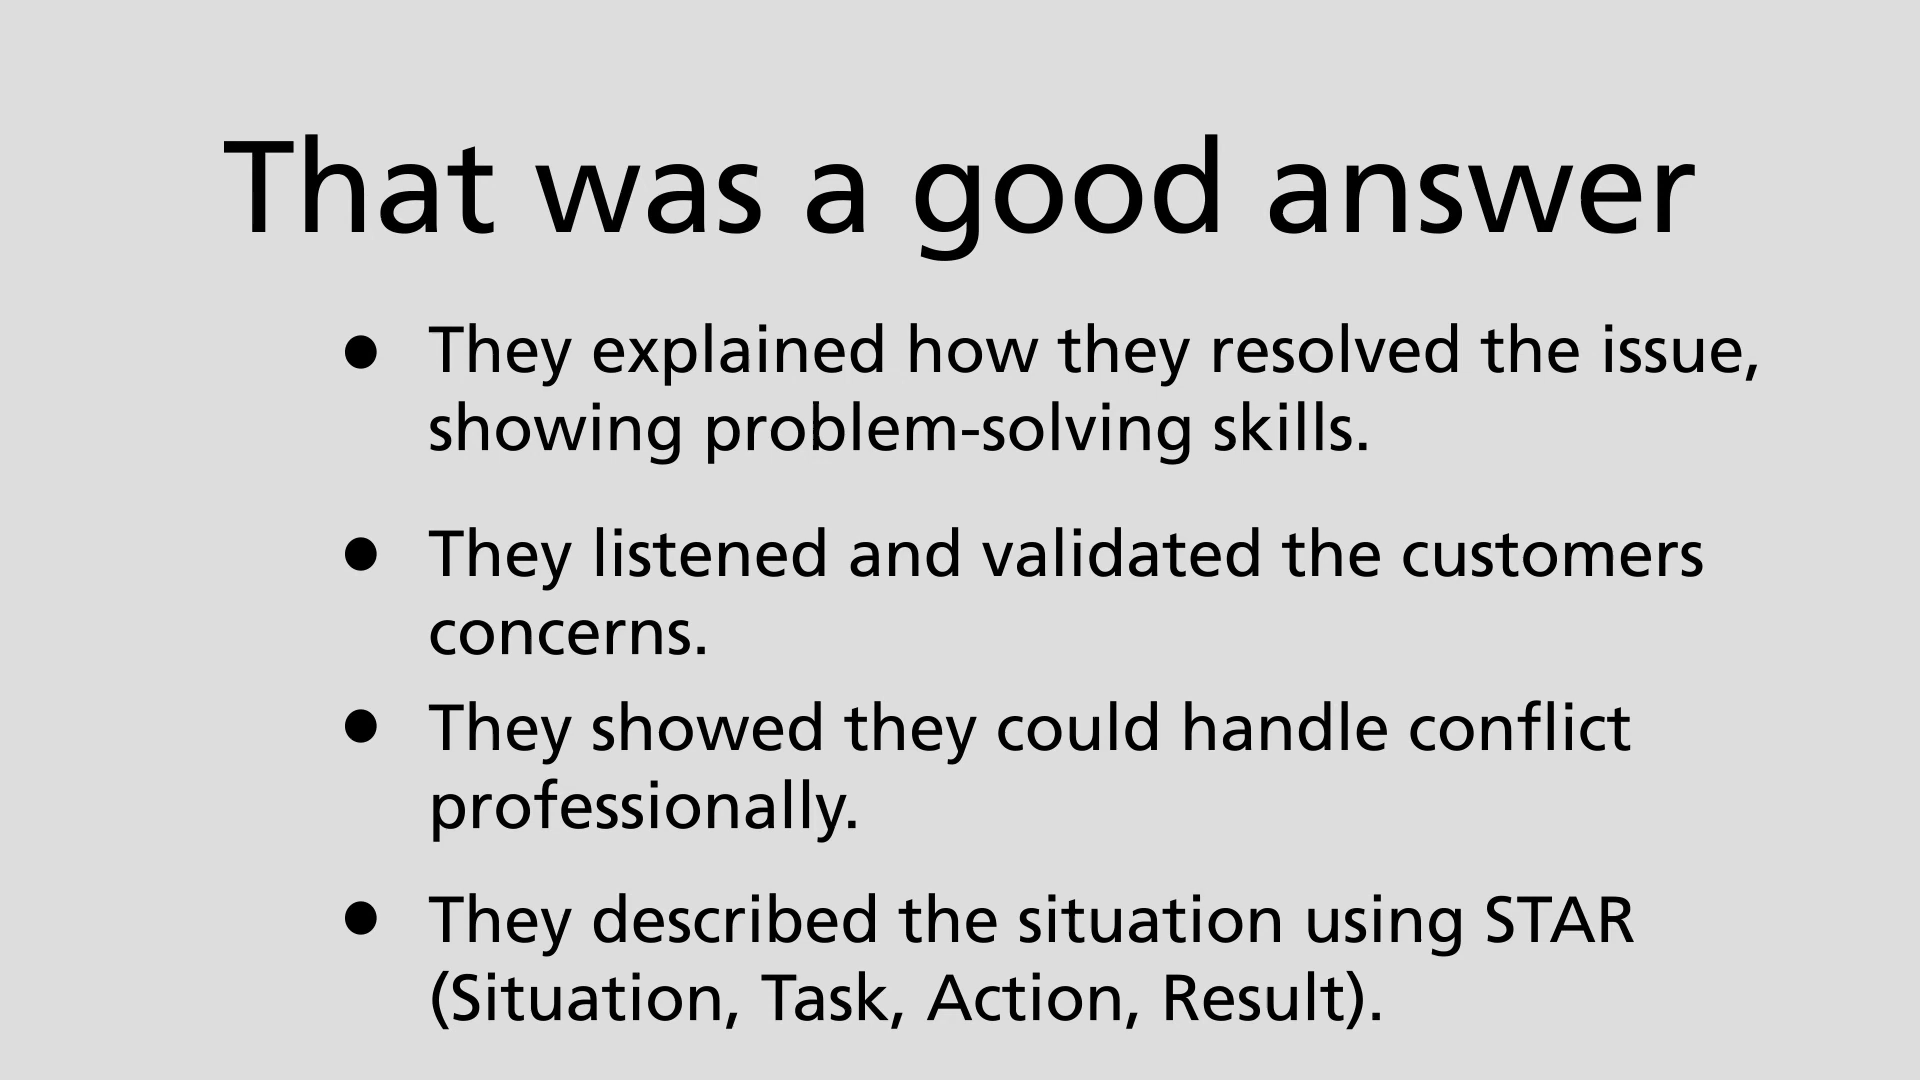 That was a good answer
• They explained how they resolved the issue,
showing problem-solving skills.
• They listened and validated the customers
concerns.
• They showed they could handle conflict
professionally.
• They described the situation using STAR
(Situation, Task, Action, Result).